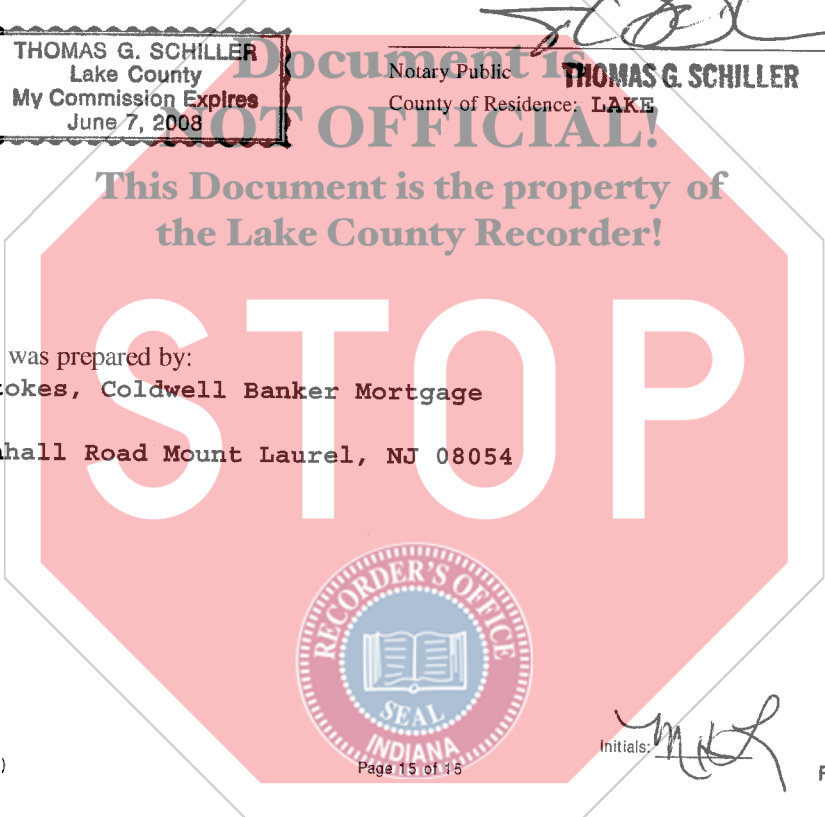 THOMAS G. SCHILLER
Lake County
My Commission Expires
June 7, 2008
Notary Public THOMAS G. SCHILLER
County of Residence: LAKE
Document is
NOT OFFICIAL!
This Document is the property of
the Lake County Recorder!
STOP
was prepared by:
tokes, Coldwell Banker Mortgage
hall Road Mount Laurel, NJ 08054
RECORDER'S OFFICE
SEAL
INDIANA
Initials: MHL
)
Page 15 of 15